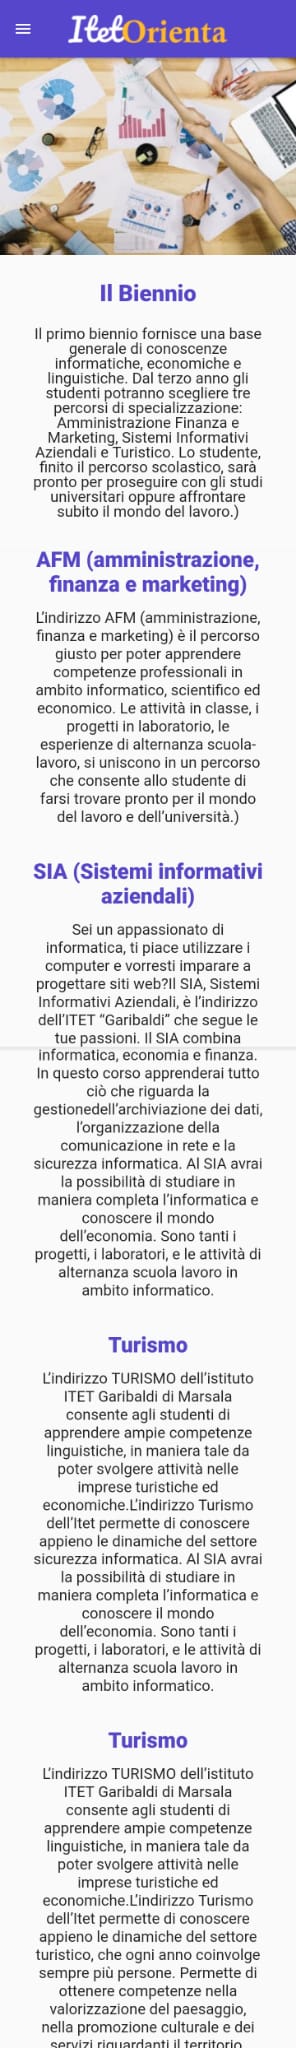 ItetOrienta
Il Biennio
Il primo biennio fornisce una base
generale di conoscenze
informatiche, economiche e
linguistiche. Dal terzo anno gli
studenti potranno scegliere tre
percorsi di specializzazione:
Amministrazione Finanza e
Marketing, Sistemi Informativi
Aziendali e Turistico. Lo studente,
finito il percorso scolastico, sarà
pronto per proseguire con gli studi
universitari oppure affrontare
subito il mondo del lavoro.)
AFM (amministrazione,
finanza e marketing)
L'indirizzo AFM (amministrazione,
finanza e marketing) è il percorso
giusto per poter apprendere
competenze professionali in
ambito informatico, scientifico ed
economico. Le attività in classe, i
progetti in laboratorio, le
esperienze di alternanza scuola-
lavoro, si uniscono in un percorso
che consente allo studente di
farsi trovare pronto per il mondo
del lavoro e dell'università.)
SIA (Sistemi informativi
aziendali)
Sei un appassionato di
informatica, ti piace utilizzare i
computer e vorresti imparare a
progettare siti web?Il SIA, Sistemi
Informativi Aziendali, è l'indirizzo
dell'ITET “Garibaldi” che segue le
tue passioni. Il SIA combina
informatica, economia e finanza.
In questo corso apprenderai tutto
ciò che riguarda la
gestionedell'archiviazione dei dati,
l'organizzazione della
comunicazione in rete e la
sicurezza informatica. Al SIA avrai
la possibilità di studiare in
maniera completa l'informatica e
conoscere il mondo
dell'economia. Sono tanti i
progetti, i laboratori, e le attività di
alternanza scuola lavoro in
ambito informatico.
Turismo
L'indirizzo TURISMO dell'istituto
ITET Garibaldi di Marsala
consente agli studenti di
apprendere ampie competenze
linguistiche, in maniera tale da
poter svolgere attività nelle
imprese turistiche ed
economiche.L'indirizzo Turismo
dell'Itet permette di conoscere
appieno le dinamiche del settore
sicurezza informatica. Al SIA avrai
la possibilità di studiare in
maniera completa l'informatica e
conoscere il mondo
dell'economia. Sono tanti i
progetti, i laboratori, e le attività di
alternanza scuola lavoro in
ambito informatico.
Turismo
L'indirizzo TURISMO dell'istituto
ITET Garibaldi di Marsala
consente agli studenti di
apprendere ampie competenze
linguistiche, in maniera tale da
poter svolgere attività nelle
imprese turistiche ed
economiche.L'indirizzo Turismo
dell'Itet permette di conoscere
appieno le dinamiche del settore
turistico, che ogni anno coinvolge
sempre più persone. Permette di
ottenere competenze nella
valorizzazione del paesaggio,
nella promozione culturale e dei
servizi riguardanti il territorio